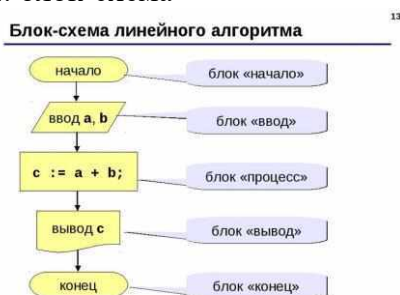 13
Блок-схема линейного алгоритма
начало
блок «начало»
ввод a, b
блок «ввод»
c := a + b;
блок «процесс»
вывод c
блок «вывод»
конец
блок «конец»